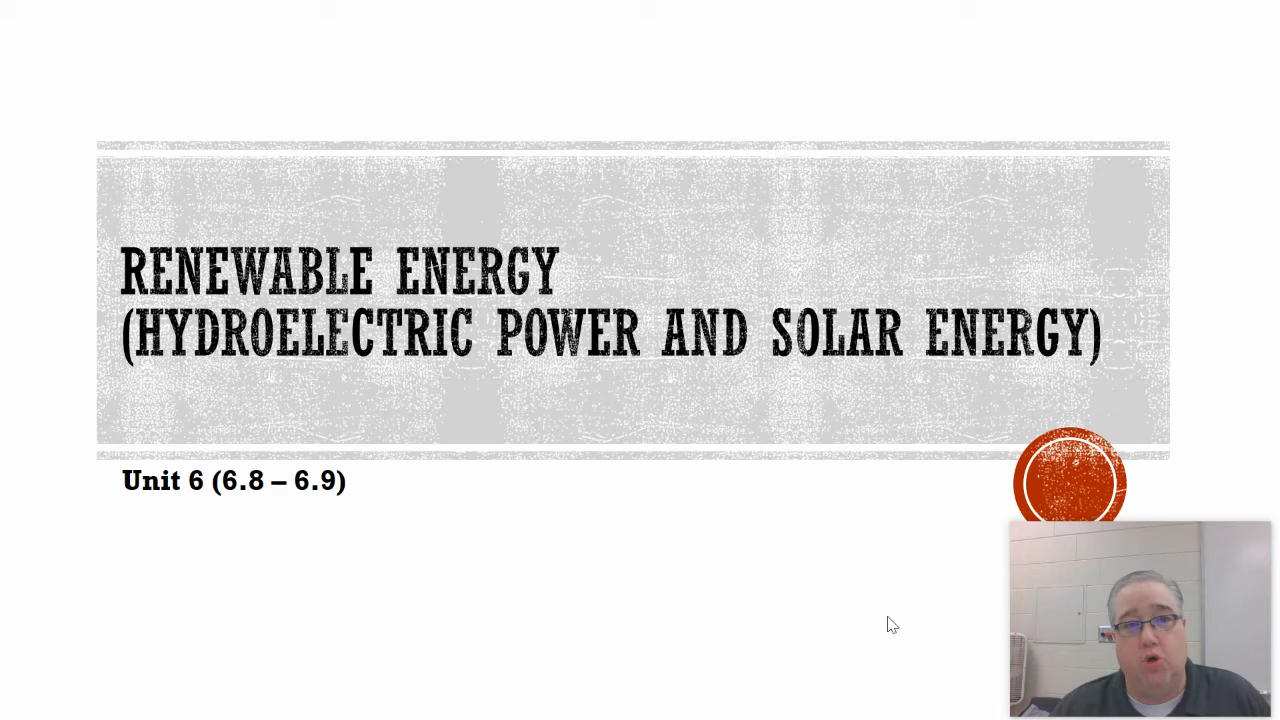 RENEWABLE ENERGY
(HYDROELECTRIC POWER AND SOLAR ENERGY)
Unit 6 (6.8 – 6.9)